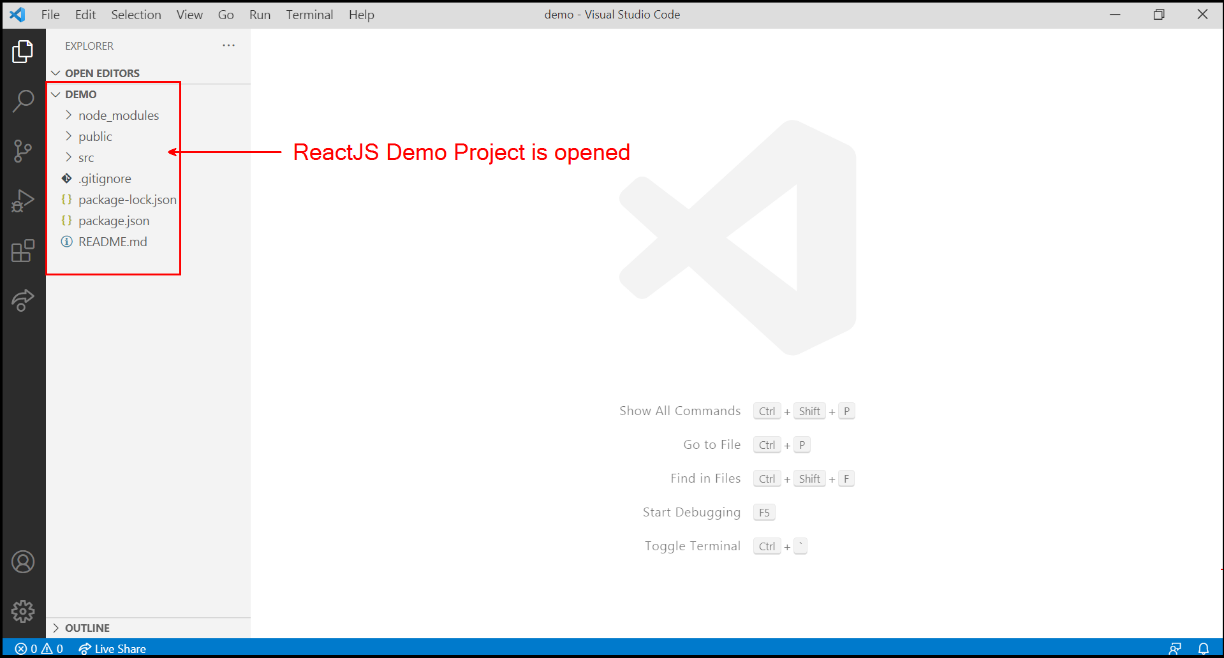 File Edit Selection View Go Run Terminal Help demo - Visual Studio Code
EXPLORER ...
OPEN EDITORS
DEMO
node_modules
public
src
.gitignore
{} package-lock.json
{} package.json
README.md
ReactJS Demo Project is opened
Show All Commands Ctrl + Shift + P
Go to File Ctrl + P
Find in Files Ctrl + Shift + F
Start Debugging F5
Toggle Terminal Ctrl + `
OUTLINE
0 0 Live Share